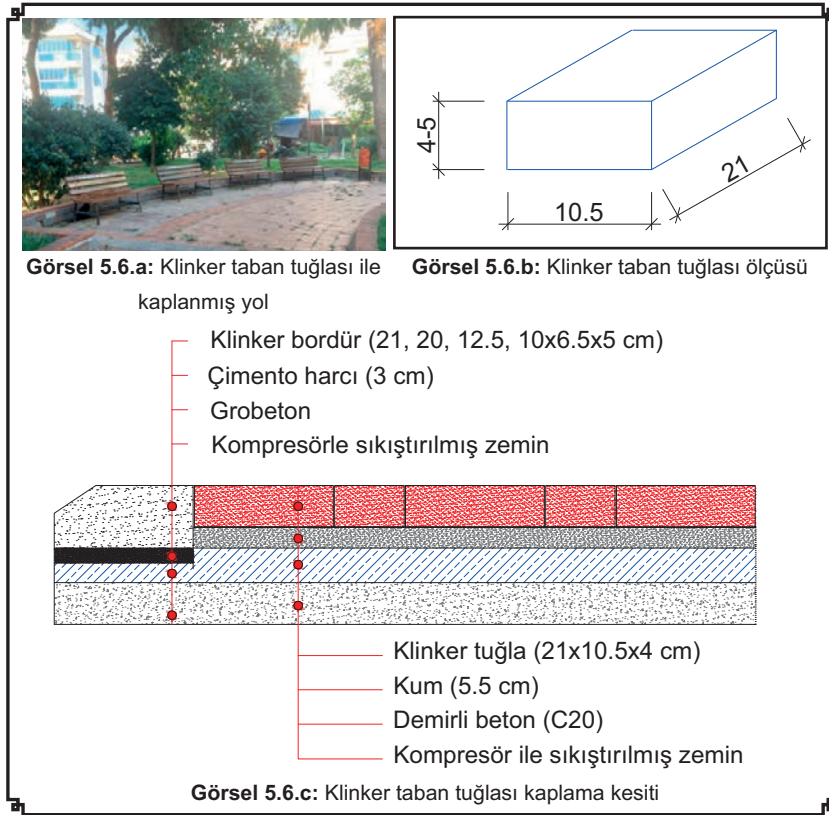 4-5
10.5
21
Görsel 5.6.a: Klinker taban tuğlası ile
kaplanmış yol
Görsel 5.6.b: Klinker taban tuğlası ölçüsü
Klinker bordür (21, 20, 12.5, 10x6.5x5 cm)
Çimento harcı (3 cm)
Grobeton
Kompresörle sıkıştırılmış zemin
Klinker tuğla (21x10.5x4 cm)
Kum (5.5 cm)
Demirli beton (C20)
Kompresör ile sıkıştırılmış zemin
Görsel 5.6.c: Klinker taban tuğlası kaplama kesiti